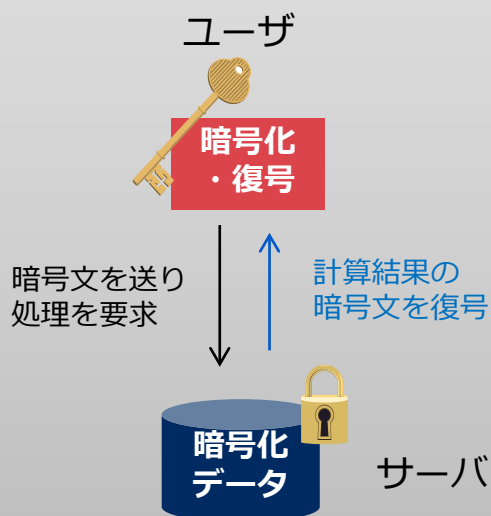 ユーザ
暗号化
・復号
暗号文を送り
処理を要求
計算結果の
暗号文を復号
暗号化
データ
サーバ